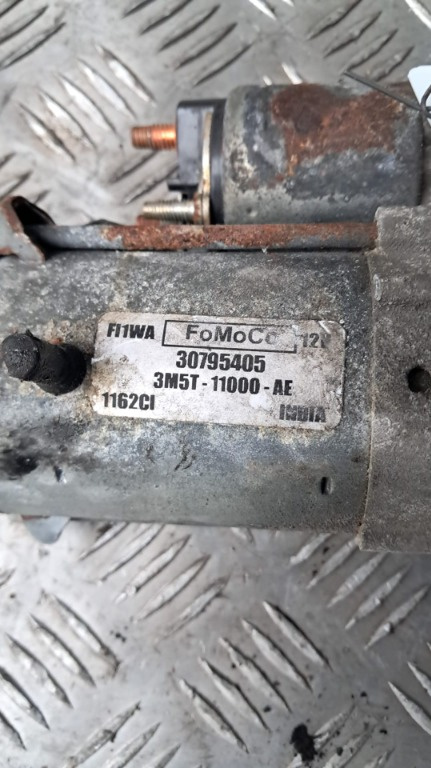 FI1WA FoMoCo 12V
30795405
3M5T-11000-AE
1162CI INDIA